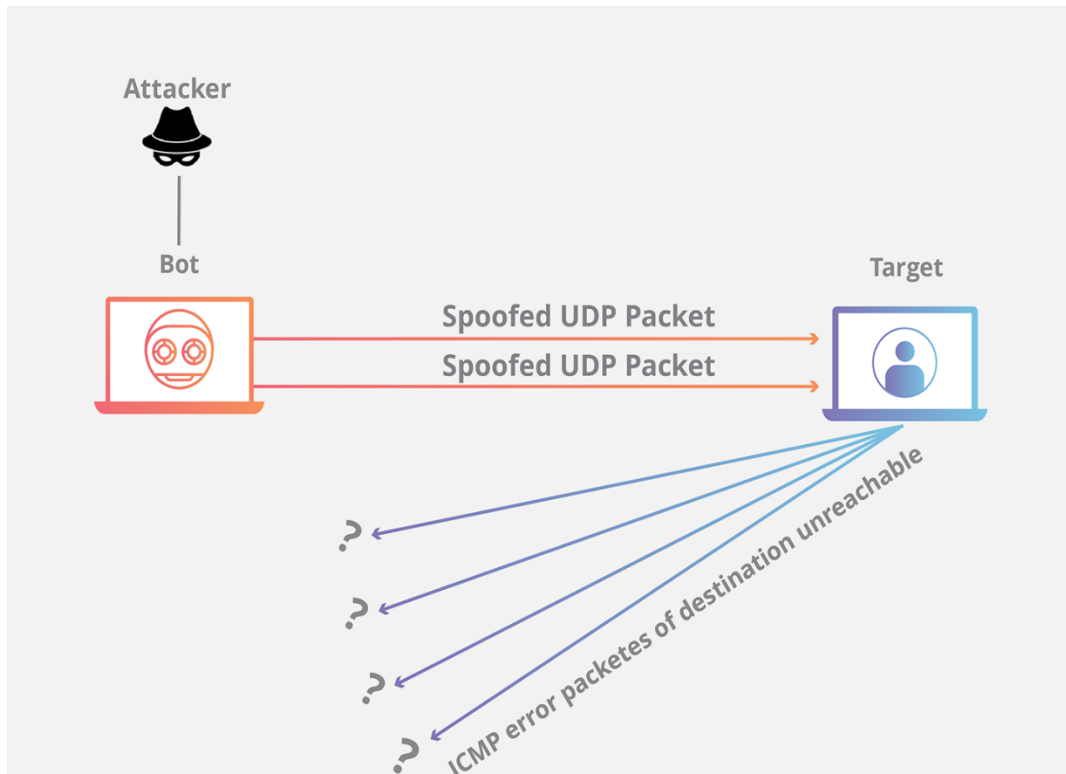 Attacker
Bot
Target
Spoofed UDP Packet
Spoofed UDP Packet
?
?
?
?
ICMP error packetes of destination unreachable